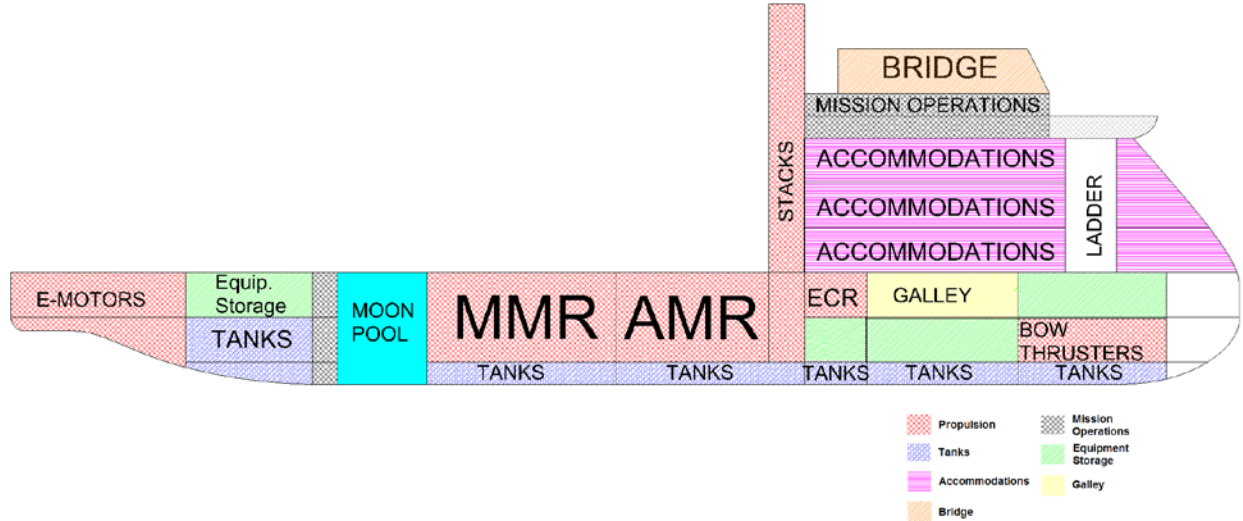 BRIDGE
MISSION OPERATIONS
STACKS
ACCOMMODATIONS
ACCOMMODATIONS
ACCOMMODATIONS
LADDER
E-MOTORS
Equip.
Storage
TANKS
MOON
POOL
MMR
AMR
ECR
GALLEY
BOW
THRUSTERS
TANKS
TANKS
TANKS
TANKS
TANKS
Propulsion
Tanks
Accommodations
Bridge
Mission
Operations
Equipment
Storage
Galley